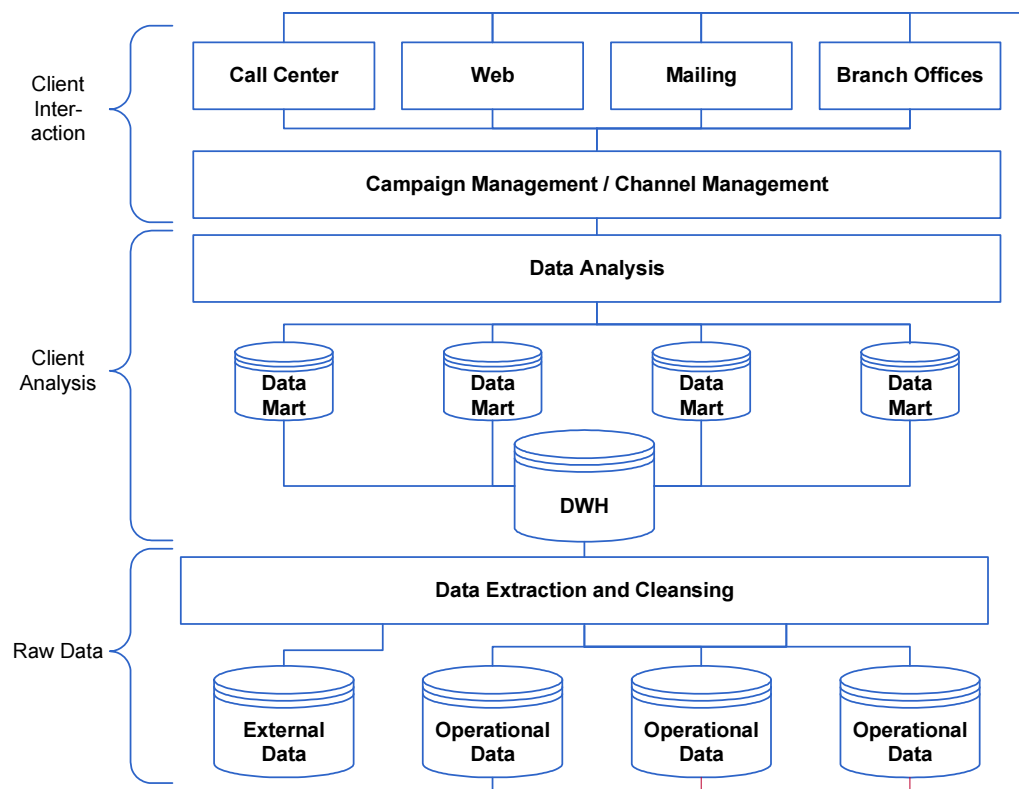 Client
Inter-
action
Call Center
Web
Mailing
Branch Offices
Campaign Management / Channel Management
Client
Analysis
Data Analysis
Data
Mart
Data
Mart
Data
Mart
Data
Mart
DWH
Raw Data
Data Extraction and Cleansing
External
Data
Operational
Data
Operational
Data
Operational
Data